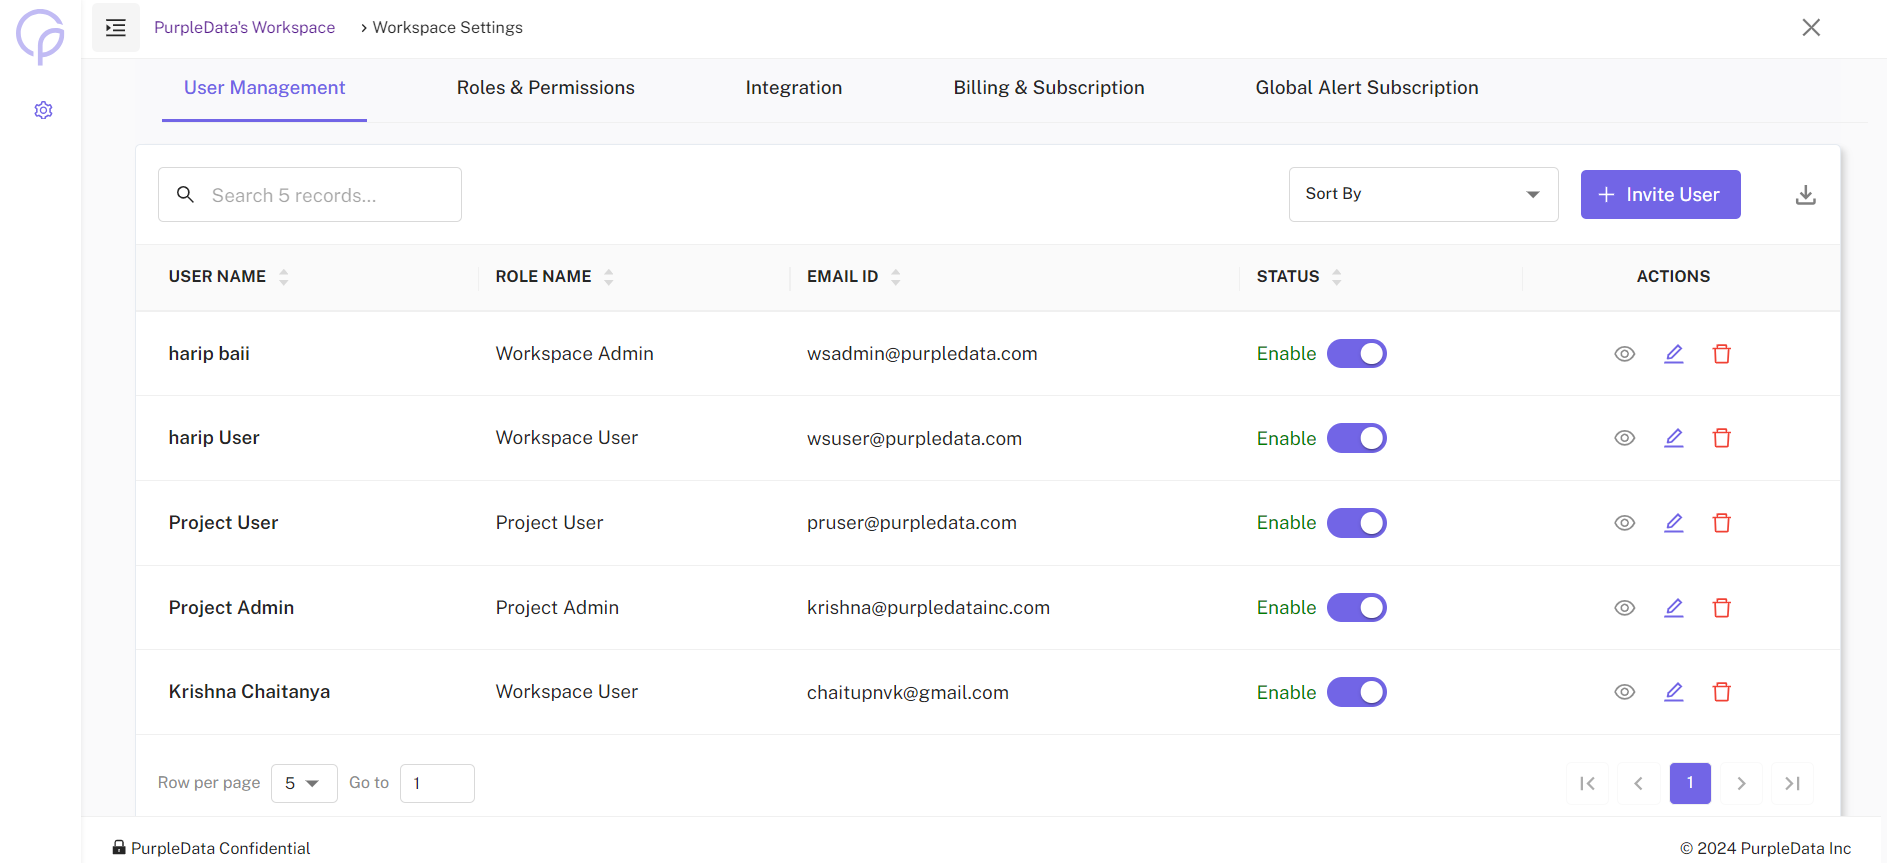 PurpleData's Workspace > Workspace Settings
User Management Roles & Permissions Integration Billing & Subscription Global Alert Subscription
Search 5 records... Sort By + Invite User
USER NAME ROLE NAME EMAIL ID STATUS ACTIONS
harip baii Workspace Admin wsadmin@purpledata.com Enable
harip User Workspace User wsuser@purpledata.com Enable
Project User Project User pruser@purpledata.com Enable
Project Admin Project Admin krishna@purpledatainc.com Enable
Krishna Chaitanya Workspace User chaitupnvk@gmail.com Enable
Row per page 5 Go to 1 1
PurpleData Confidential © 2024 PurpleData Inc